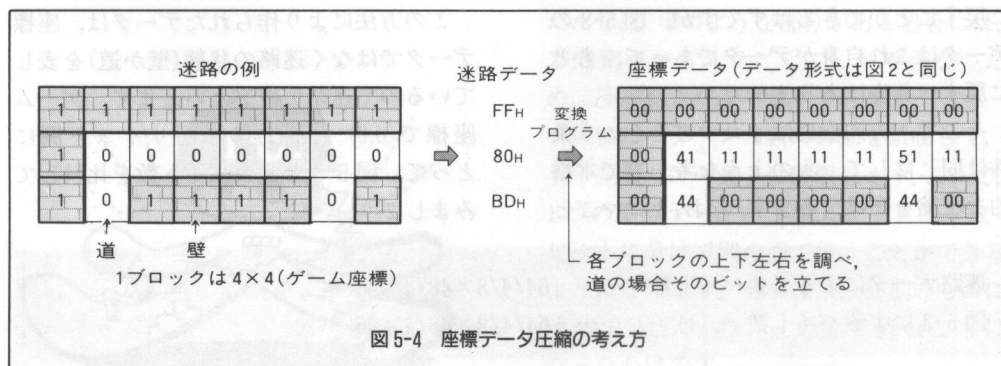 迷路の例
迷路データ
座標データ(データ形式は図2と同じ)
1 1 1 1 1 1 1 1
FFH
変換
プログラム
00 00 00 00 00 00 00 00
1 0 0 0 0 0 0 0
80H
00 41 11 11 11 11 51 11
1 0 1 1 1 1 0 1
BDH
00 44 00 00 00 00 44 00
道
壁
1ブロックは4×4(ゲーム座標)
各ブロックの上下左右を調べ,
道の場合そのビットを立てる
図5-4 座標データ圧縮の考え方